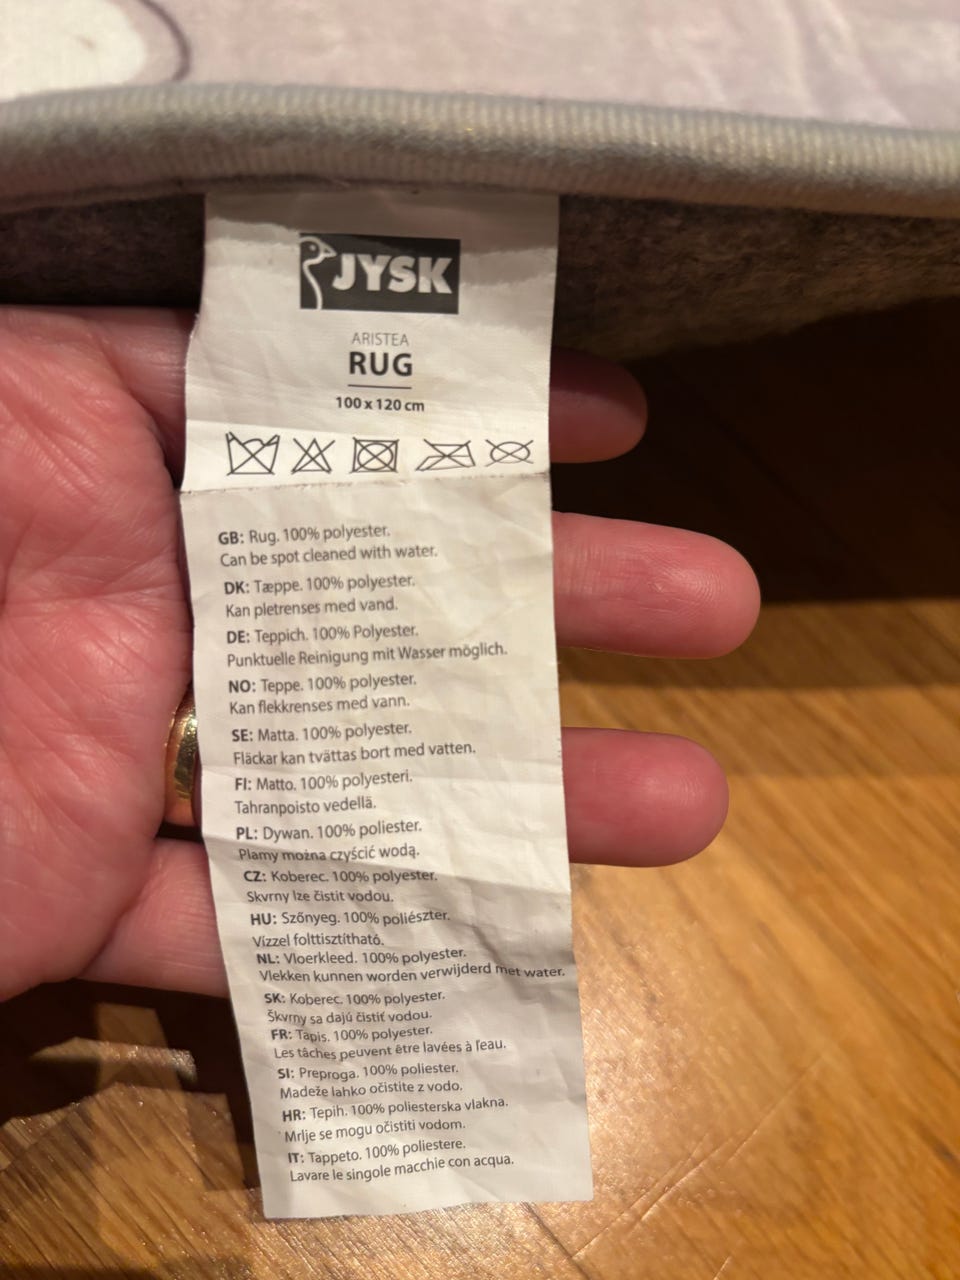 JYSK
ARISTEA
RUG
100 x 120 cm
GB: Rug. 100% polyester.
Can be spot cleaned with water.
DK: Tæppe. 100% polyester.
Kan pletrenses med vand.
DE: Teppich. 100% Polyester.
Punktuelle Reinigung mit Wasser möglich.
NO: Teppe. 100% polyester.
Kan flekkrenses med vann.
SE: Matta. 100% polyester.
Fläckar kan tvättas bort med vatten.
FI: Matto. 100% polyesteri.
Tahranpoisto vedellä.
PL: Dywan. 100% poliester.
Plamy można czyścić wodą.
CZ: Koberec. 100% polyester.
Skvrny lze čistit vodou.
HU: Szőnyeg. 100% poliészter.
Vízzel folttisztítható.
NL: Vloerkleed. 100% polyester.
Vlekken kunnen worden verwijderd met water.
SK: Koberec. 100% polyester.
Škvrny sa dajú čistiť vodou.
FR: Tapis. 100% polyester.
Les tâches peuvent être lavées à l'eau.
SI: Preproga. 100% poliester.
Madeže lahko očistite z vodo.
HR: Tepih. 100% poliesterska vlakna.
Mrlje se mogu očistiti vodom.
IT: Tappeto. 100% poliestere.
Lavare le singole macchie con acqua.